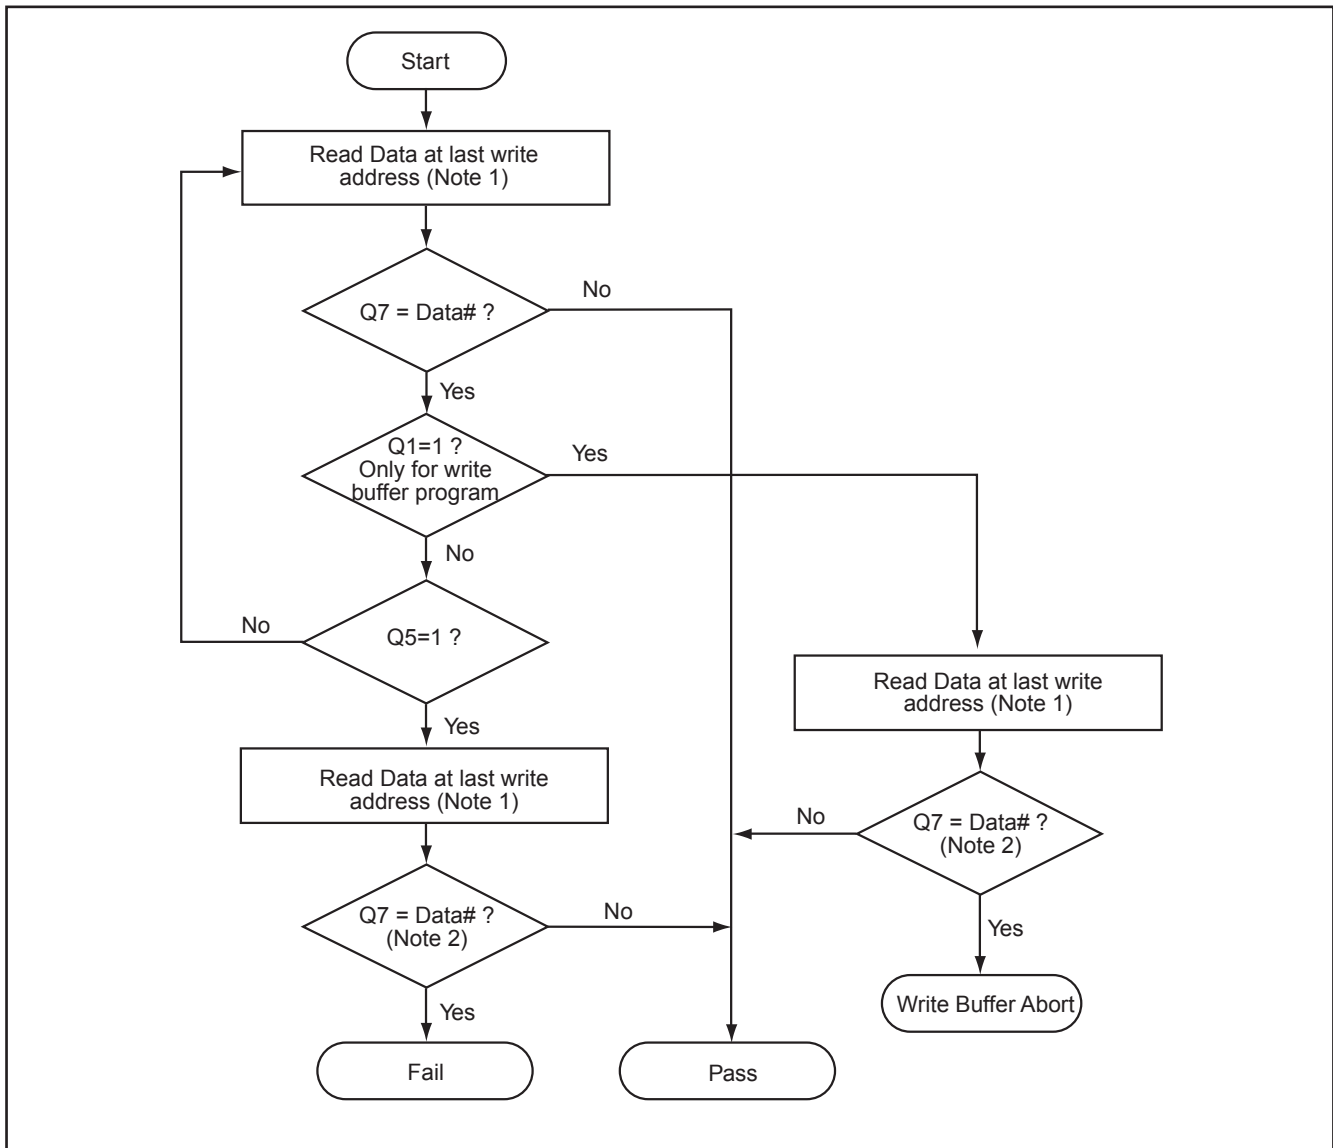 Start
Read Data at last write
address (Note 1)
Q7 = Data# ?
No
Yes
Q1=1 ?
Only for write
buffer program
Yes
No
Q5=1 ?
No
Yes
Read Data at last write
address (Note 1)
Q7 = Data# ?
(Note 2)
No
Yes
Fail
Pass
Read Data at last write
address (Note 1)
Q7 = Data# ?
(Note 2)
No
Yes
Write Buffer Abort